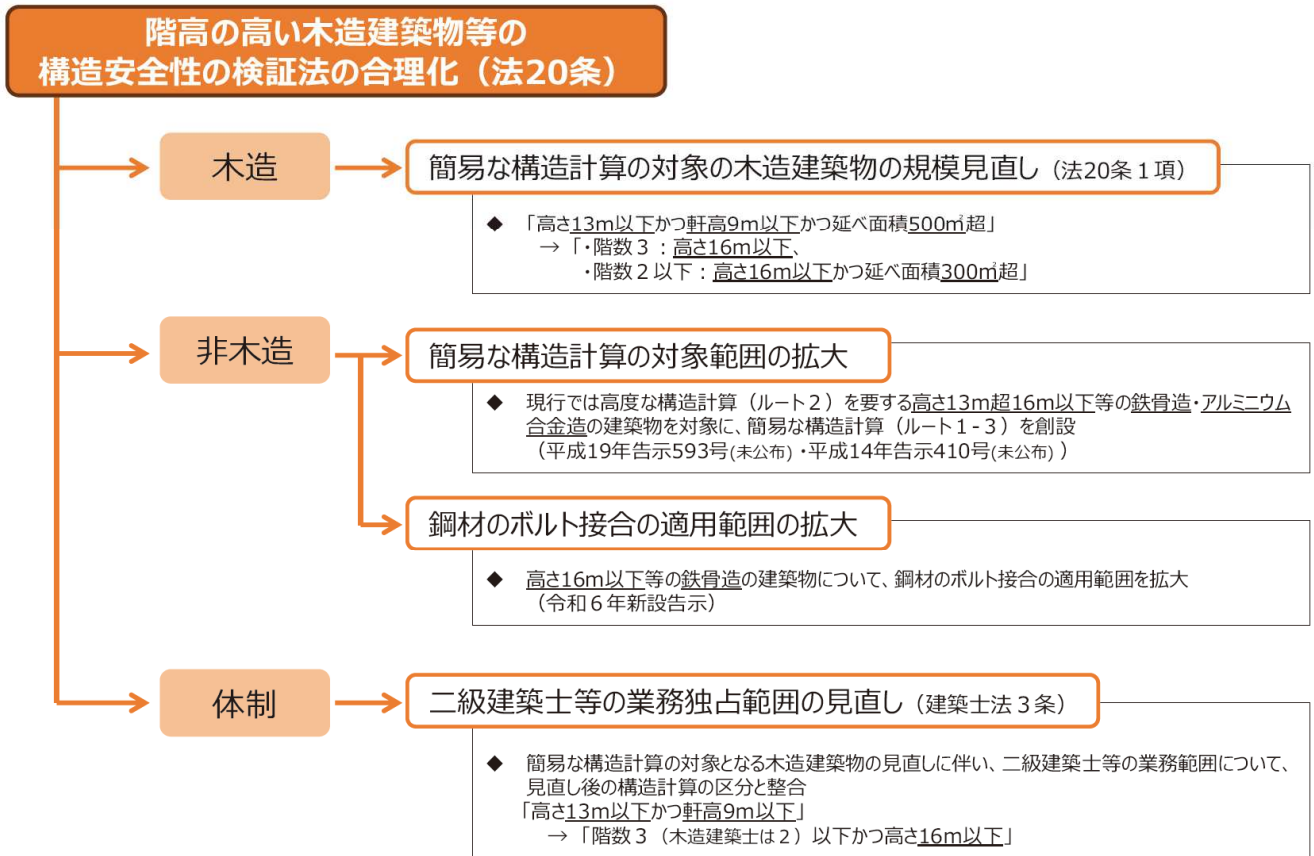 階高の高い木造建築物等の
構造安全性の検証法の合理化（法20条）
木造
簡易な構造計算の対象の木造建築物の規模見直し（法20条１項）
◆ 「高さ13m以下かつ軒高9m以下かつ延べ面積500㎡超」
→「・階数３：高さ16m以下、
・階数２以下：高さ16m以下かつ延べ面積300㎡超」
非木造
簡易な構造計算の対象範囲の拡大
◆ 現行では高度な構造計算（ルート２）を要する高さ13m超16m以下等の鉄骨造・アルミニウム
合金造の建築物を対象に、簡易な構造計算（ルート１-３）を創設
（平成19年告示593号(未公布)・平成14年告示410号(未公布)）
鋼材のボルト接合の適用範囲の拡大
◆ 高さ16m以下等の鉄骨造の建築物について、鋼材のボルト接合の適用範囲を拡大
（令和６年新設告示）
体制
二級建築士等の業務独占範囲の見直し（建築士法３条）
◆ 簡易な構造計算の対象となる木造建築物の見直しに伴い、二級建築士等の業務範囲について、
見直し後の構造計算の区分と整合
「高さ13m以下かつ軒高9m以下」
→「階数３（木造建築士は２）以下かつ高さ16m以下」